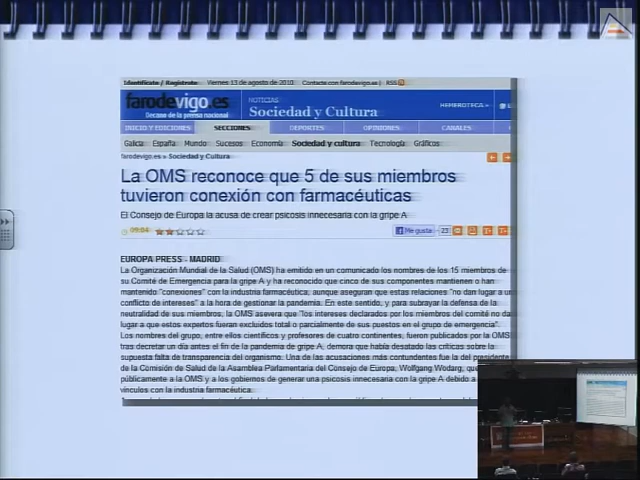 Identifícate / Regístrate Viernes 13 de agosto de 2010 Contacte con farodevigo.es | RSS
farodevigo.es
Decano de la prensa nacional
NOTICIAS
Sociedad y Cultura
HEMEROTECA »
INICIO Y EDICIONES SECCIONES DEPORTES OPINIONES CANALES
Galicia España Mundo Sucesos Economía Sociedad y cultura Tecnología Gráficos
farodevigo.es » Sociedad y Cultura
La OMS reconoce que 5 de sus miembros
tuvieron conexión con farmacéuticas
El Consejo de Europa la acusa de crear psicosis innecesaria con la gripe A
09:04 Me gusta 23
EUROPA PRESS - MADRID
La Organización Mundial de la Salud (OMS) ha emitido en un comunicado los nombres de los 15 miembros de
su Comité de Emergencia para la gripe A y ha reconocido que cinco de sus componentes mantienen o han
mantenido "conexiones" con la industria farmacéutica, aunque aseguran que estas relaciones "no dan lugar a un
conflicto de intereses" a la hora de gestionar la pandemia. En este sentido, y para subrayar la defensa de la
neutralidad de sus miembros, la OMS asevera que "los intereses declarados por los miembros del comité no dan
lugar a que estos expertos fueran excluidos total o parcialmente de sus puestos en el grupo de emergencia".
Los nombres del grupo, entre ellos científicos y profesores de cuatro continentes, fueron publicados por la OMS
tras decretar un día antes el fin de la pandemia de gripe A, demora que había desatado las críticas sobre la
supuesta falta de transparencia del organismo. Una de las acusaciones más contundentes fue la del presidente
de la Comisión de Salud de la Asamblea Parlamentaria del Consejo de Europa, Wolfgang Wodarg, que
públicamente a la OMS y a los gobiernos de generar una psicosis innecesaria con la gripe A debido a
vínculos con la industria farmacéutica.